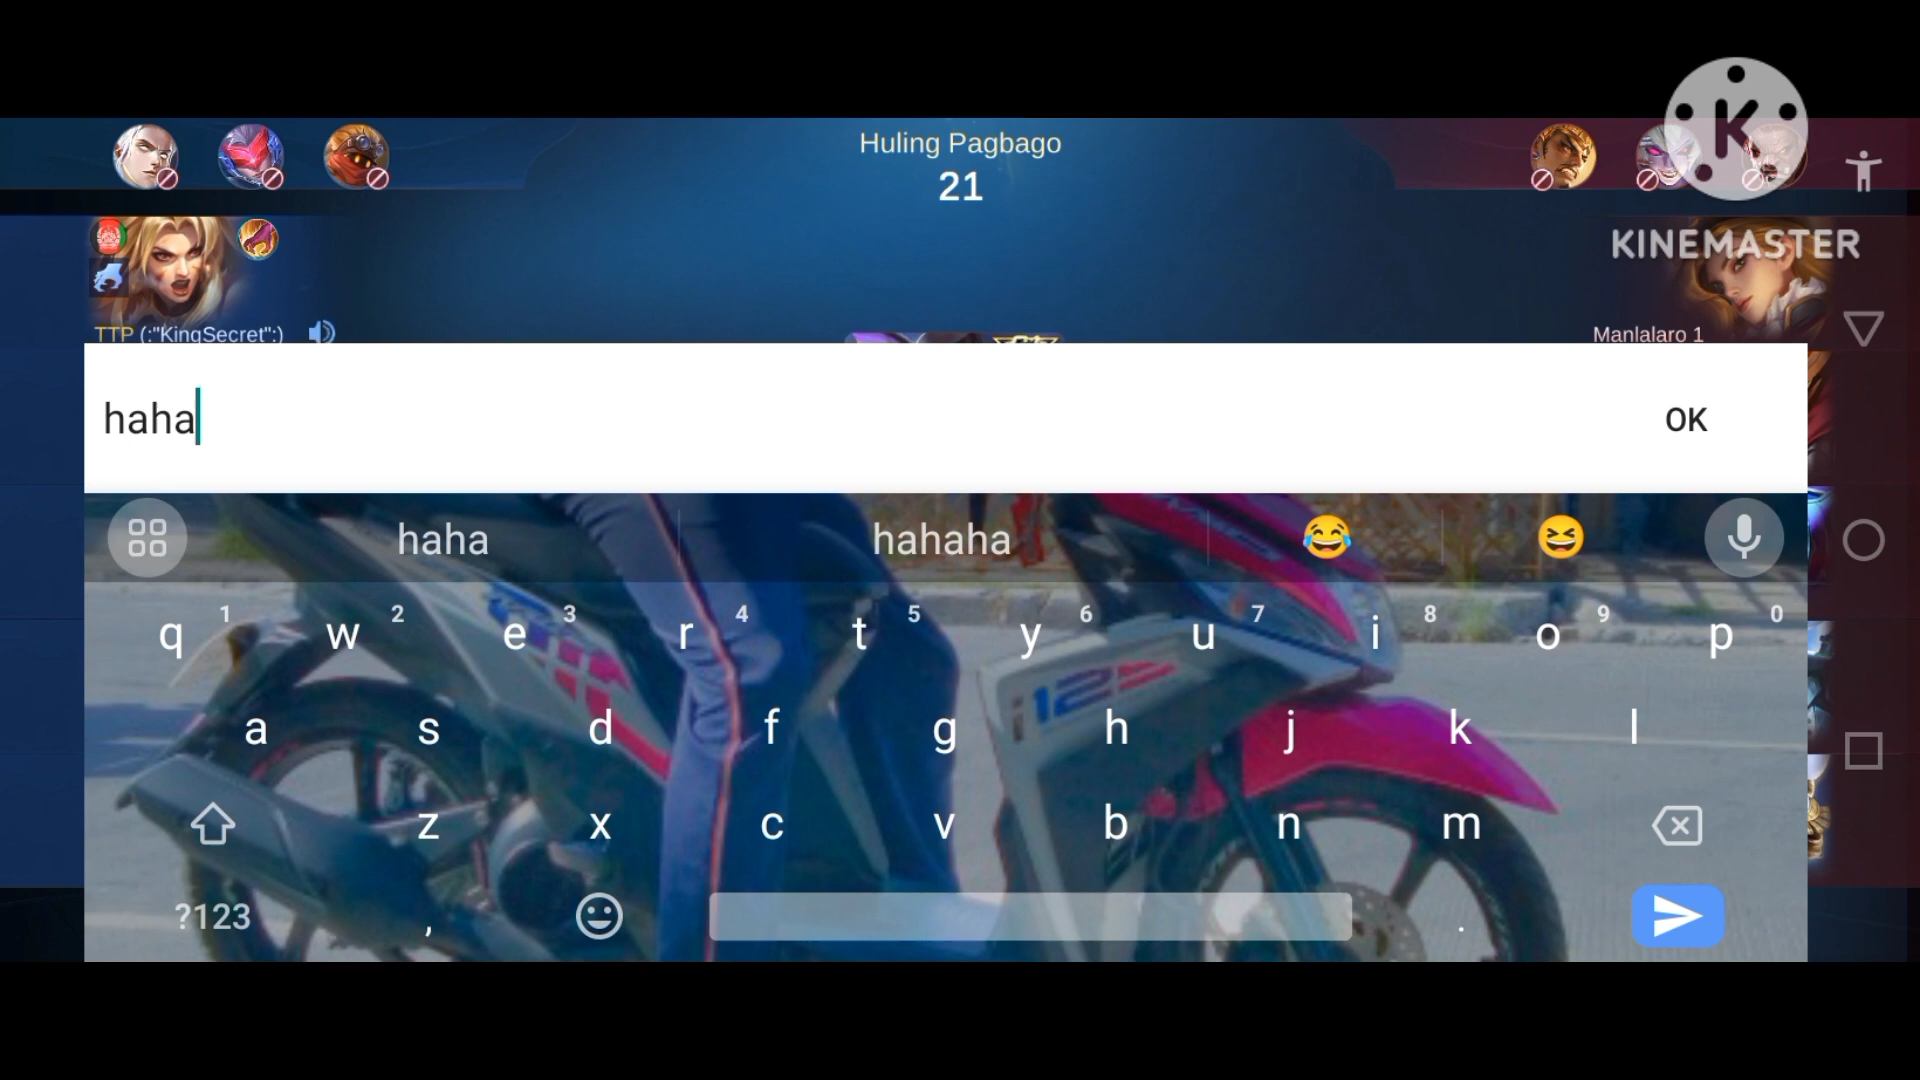 Huling Pagbago
21
K
KINEMASTER
TTP (:"KingSecret":)
Manlalaro 1
haha
OK
haha hahaha
1 2 3 4 5 6 7 8 9 0
q w e r t y u i o p
i125
a s d f g h j k l
z x c v b n m
?123 , .